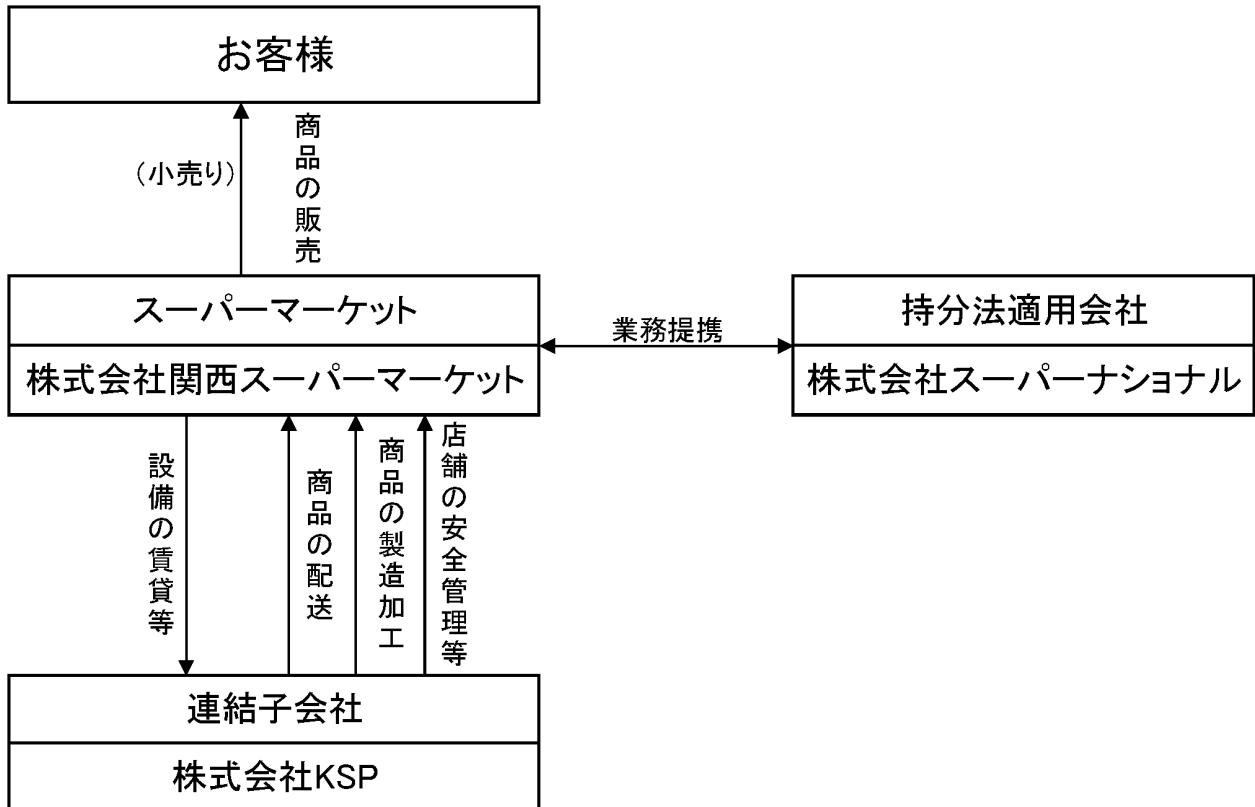 お客様
(小売り)
商品の販売
スーパーマーケット
株式会社関西スーパーマーケット
業務提携
持分法適用会社
株式会社スーパーナショナル
設備の賃貸等
商品の配送
商品の製造加工
店舗の安全管理等
連結子会社
株式会社KSP